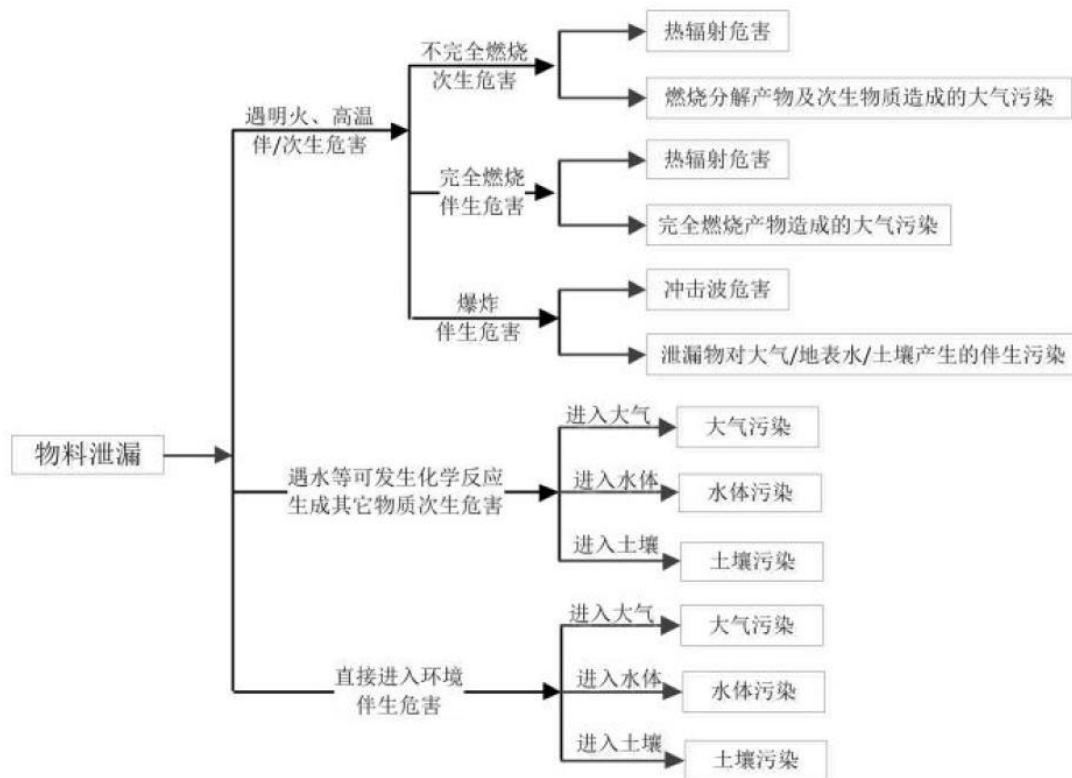 不完全燃烧
次生危害
热辐射危害
燃烧分解产物及次生物质造成的大气污染
遇明火、高温
伴/次生危害
完全燃烧
伴生危害
热辐射危害
完全燃烧产物造成的大气污染
爆炸
伴生危害
冲击波危害
泄漏物对大气/地表水/土壤产生的伴生污染
物料泄漏
遇水等可发生化学反应
生成其它物质次生危害
进入大气
大气污染
进入水体
水体污染
进入土壤
土壤污染
直接进入环境
伴生危害
进入大气
大气污染
进入水体
水体污染
进入土壤
土壤污染